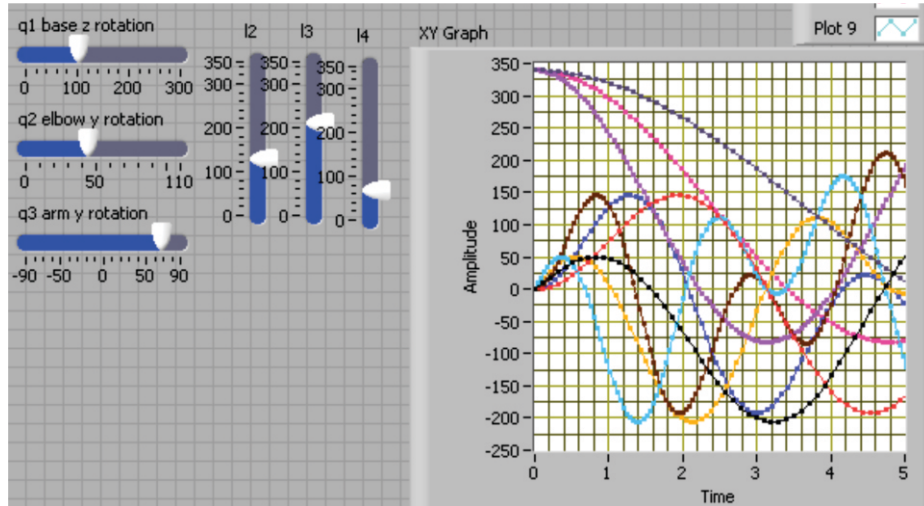 q1 base z rotation
0 100 200 300
q2 elbow y rotation
0 50 110
q3 arm y rotation
-90 -50 0 50 90
l2
350
300
200
100
0
l3
350
300
200
100
0
l4
350
300
200
100
0
XY Graph
Plot 9
Amplitude
350
300
250
200
150
100
50
0
-50
-100
-150
-200
-250
0 1 2 3 4 5
Time